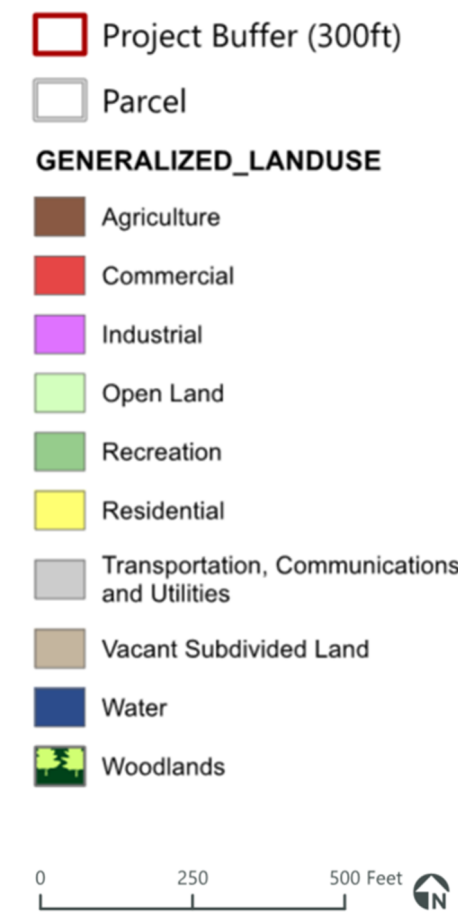 Project Buffer (300ft)
Parcel
GENERALIZED_LANDUSE
Agriculture
Commercial
Industrial
Open Land
Recreation
Residential
Transportation, Communications
and Utilities
Vacant Subdivided Land
Water
Woodlands
0 250 500 Feet
N